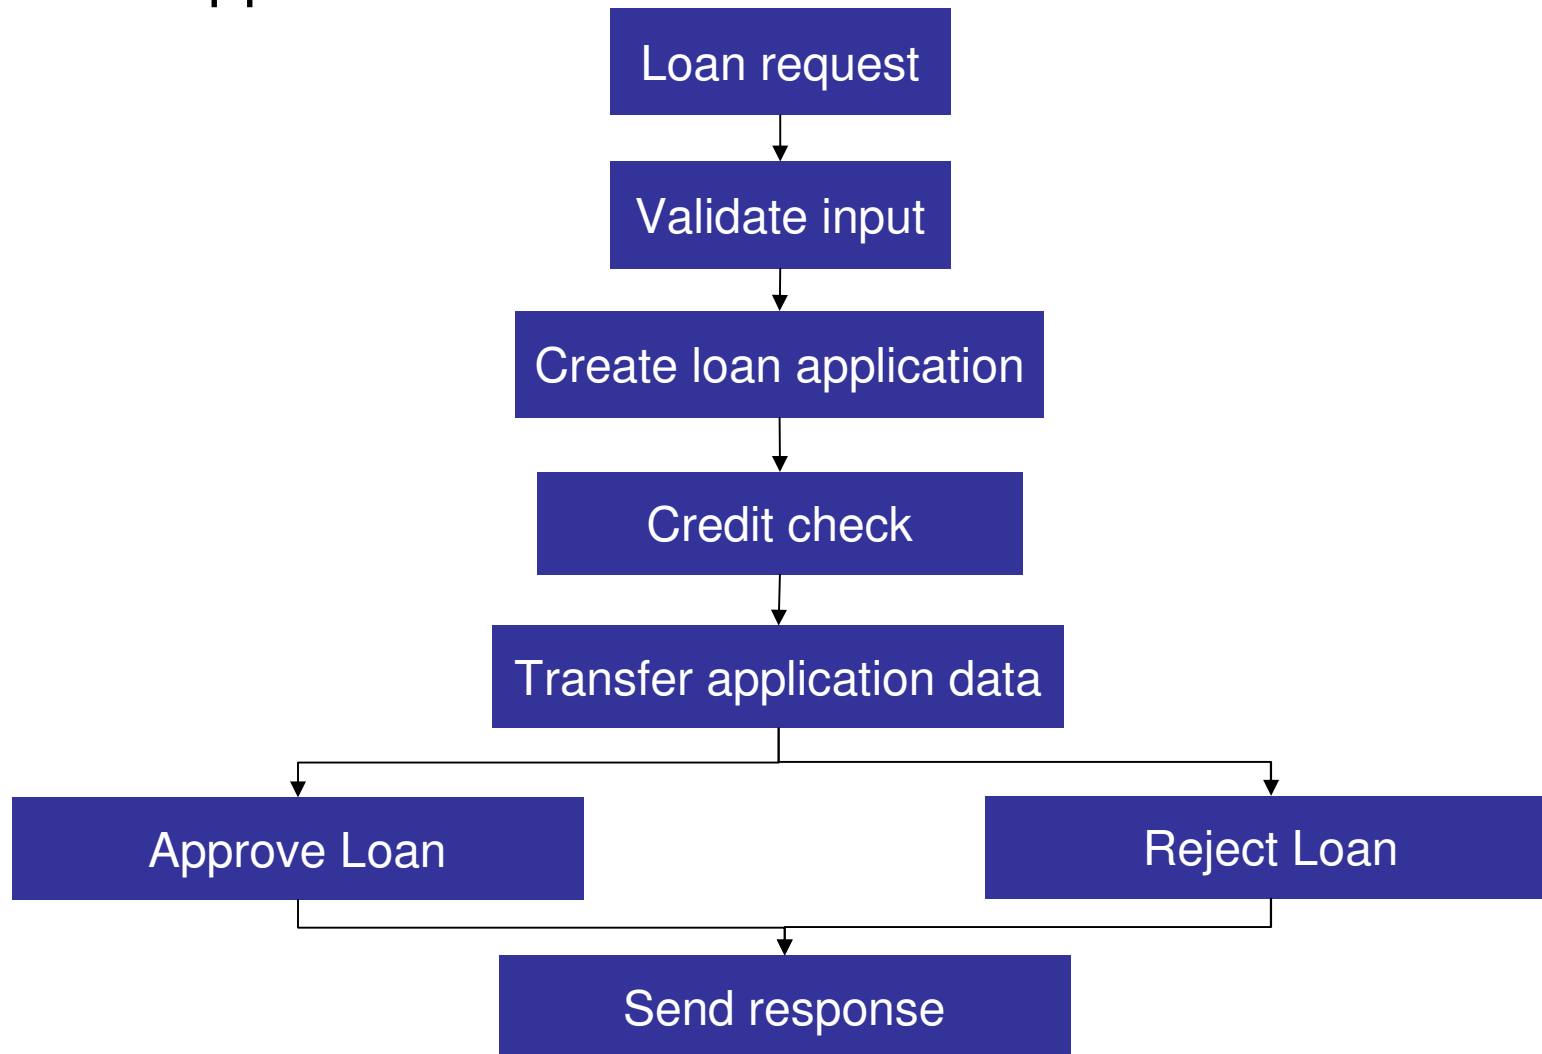 Loan request
Validate input
Create loan application
Credit check
Transfer application data
Approve Loan
Reject Loan
Send response